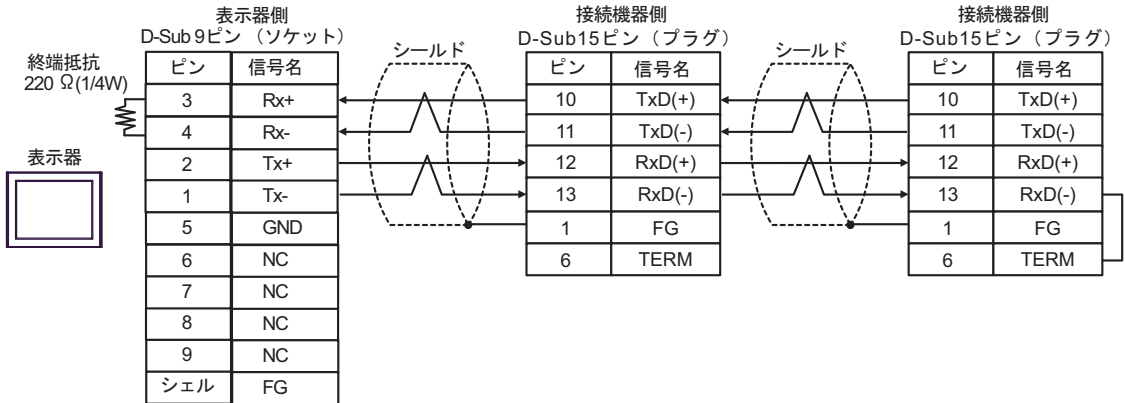 表示器側
D-Sub 9ピン (ソケット)
接続機器側
D-Sub15ピン (プラグ)
接続機器側
D-Sub15ピン (プラグ)
終端抵抗
220 Ω(1/4W)
シールド
シールド
表示器
ピン 信号名
3 Rx+
4 Rx-
2 Tx+
1 Tx-
5 GND
6 NC
7 NC
8 NC
9 NC
シェル FG
ピン 信号名
10 TxD(+)
11 TxD(-)
12 RxD(+)
13 RxD(-)
1 FG
6 TERM
ピン 信号名
10 TxD(+)
11 TxD(-)
12 RxD(+)
13 RxD(-)
1 FG
6 TERM